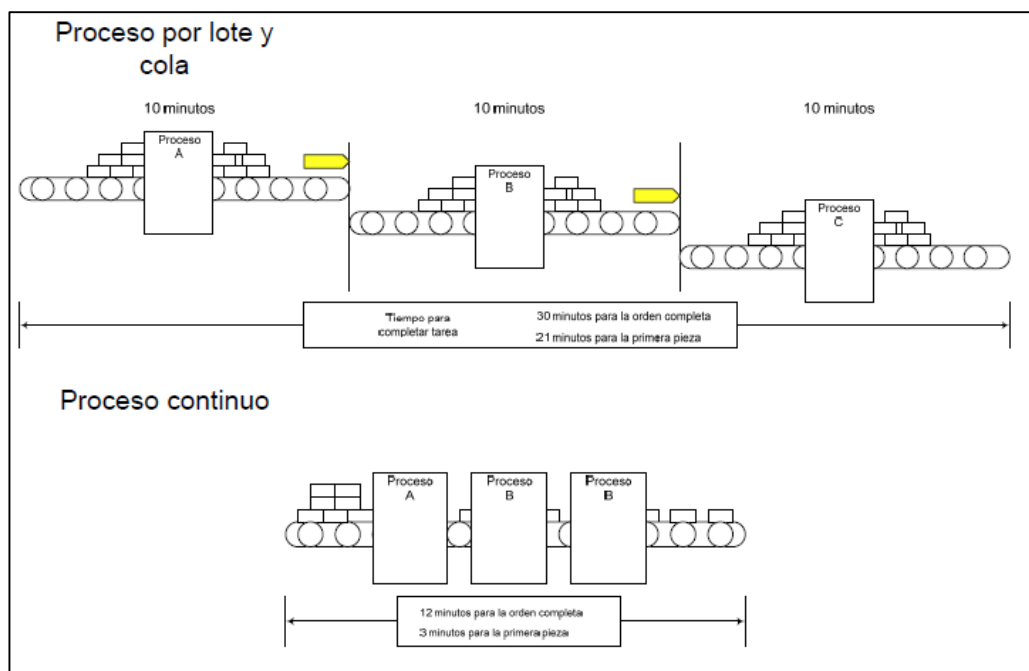 Proceso por lote y
cola
10 minutos
10 minutos
10 minutos
Proceso
A
Proceso
B
Proceso
C
Tiempo para
completar tarea
30 minutos para la orden completa
21 minutos para la primera pieza
Proceso continuo
Proceso
A
Proceso
B
Proceso
B
12 minutos para la orden completa
3 minutos para la primera pieza